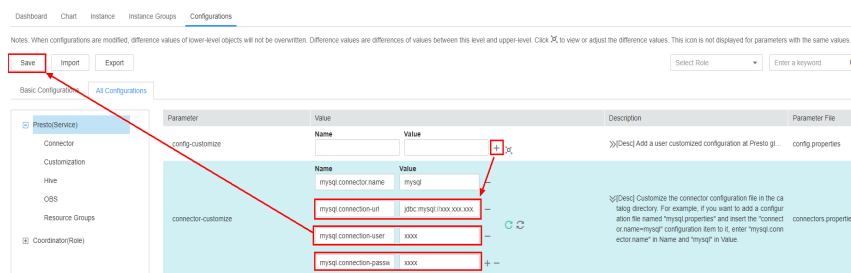 Dashboard Chart Instance Instance Groups Configurations
Notes: When configurations are modified, difference values of lower-level objects will not be overwritten. Difference values are differences of values between this level and upper-level. Click to view or adjust the difference values. This icon is not displayed for parameters with the same values.
Save Import Export Select Role Enter a keyword.
Basic Configurations All Configurations
Parameter Value Description Parameter File
Presto(Service)
Name Value
config-customize [Desc] Add a user customized configuration at Presto gl... config.properties
Connector
Customization
Name Value
mysql.connector.name mysql
Hive
OBS
mysql.connection-url jdbc:mysql://xxx.xxx.xxx.
Resource Groups
connector-customize
[Desc] Customize the connector configuration file in the ca
talog directory. For example, if you want to add a configur
ation file named "mysql.properties" and insert the "connect
or.name=mysql" configuration item to it, enter "mysql.conn
ector.name" in Name and "mysql" in Value.
connectors.propertie
Coordinator(Role)
mysql.connection-user xxxx
mysql.connection-passw xxxx